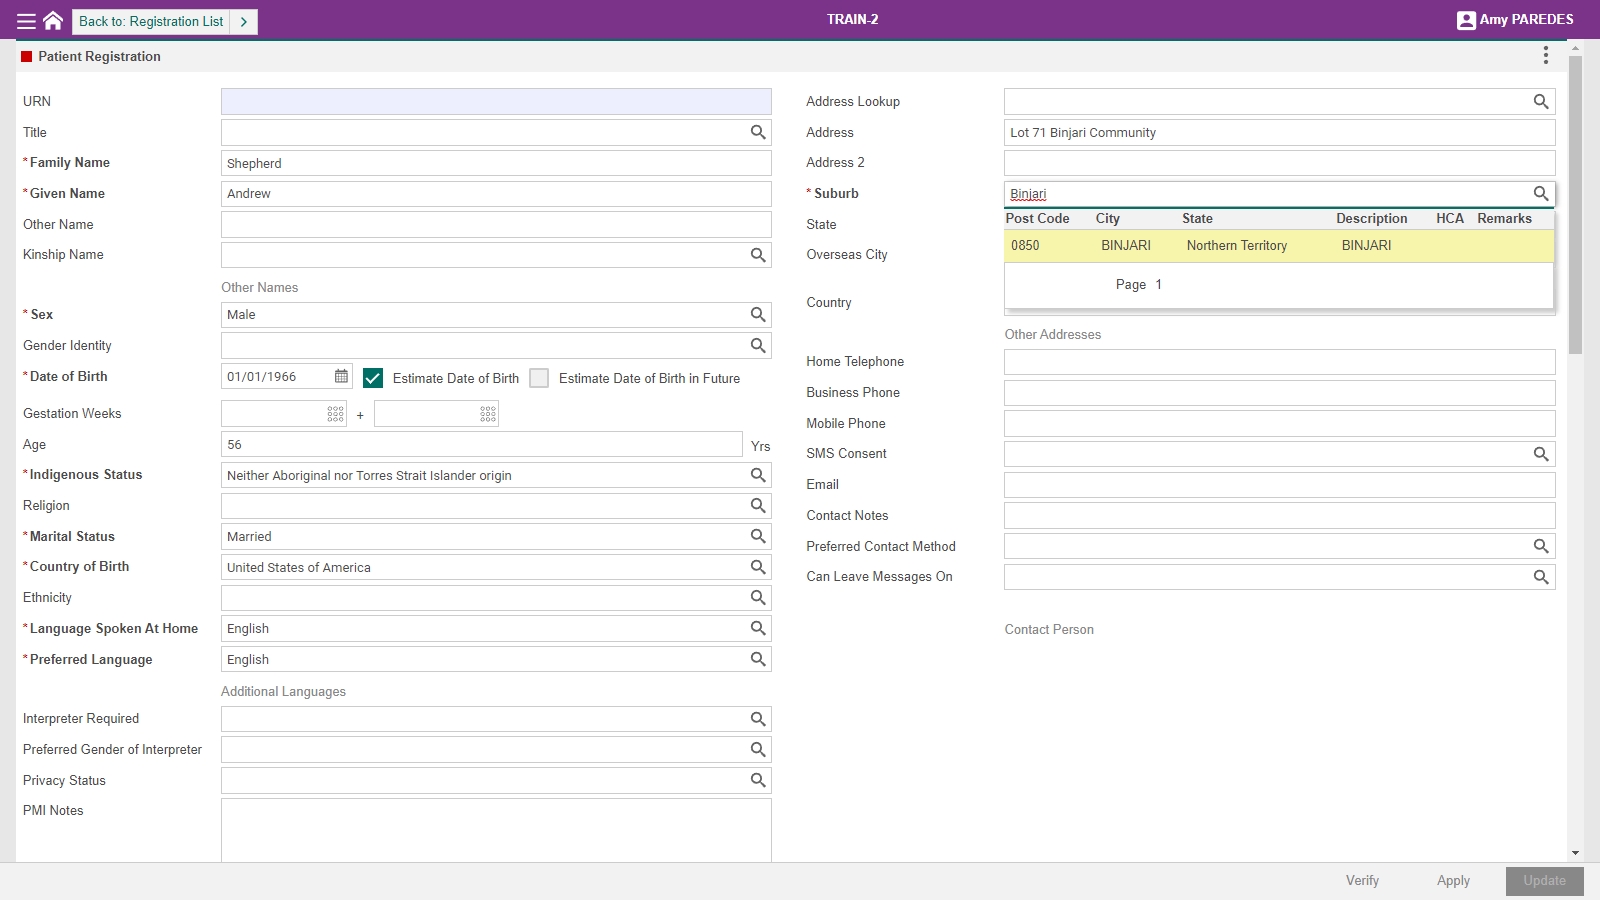 Back to: Registration List
TRAIN-2
Amy PAREDES
Patient Registration
URN
Title
*Family Name Shepherd
*Given Name Andrew
Other Name
Kinship Name
Other Names
*Sex Male
Gender Identity
*Date of Birth 01/01/1966 Estimate Date of Birth Estimate Date of Birth in Future
Gestation Weeks +
Age 56 Yrs
*Indigenous Status Neither Aboriginal nor Torres Strait Islander origin
Religion
*Marital Status Married
*Country of Birth United States of America
Ethnicity
*Language Spoken At Home English
*Preferred Language English
Additional Languages
Interpreter Required
Preferred Gender of Interpreter
Privacy Status
PMI Notes
Address Lookup
Address Lot 71 Binjari Community
Address 2
*Suburb Binjari
Post Code City State Description HCA Remarks
0850 BINJARI Northern Territory BINJARI
Page 1
State
Overseas City
Country
Other Addresses
Home Telephone
Business Phone
Mobile Phone
SMS Consent
Email
Contact Notes
Preferred Contact Method
Can Leave Messages On
Contact Person
Verify Apply Update